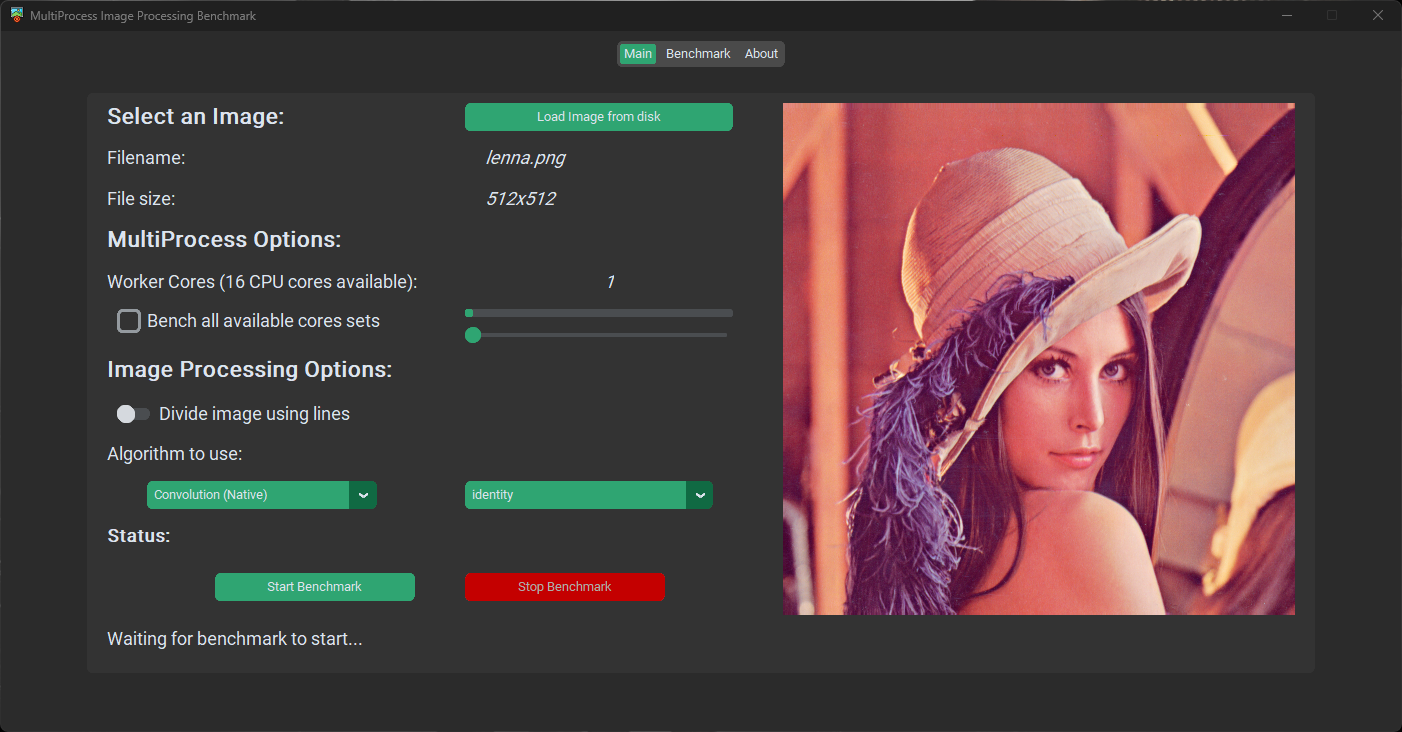 MultiProcess Image Processing Benchmark
Main Benchmark About
Select an Image: Load Image from disk
Filename: lenna.png
File size: 512x512
MultiProcess Options:
Worker Cores (16 CPU cores available): 1
Bench all available cores sets
Image Processing Options:
Divide image using lines
Algorithm to use:
Convolution (Native) identity
Status:
Start Benchmark Stop Benchmark
Waiting for benchmark to start...